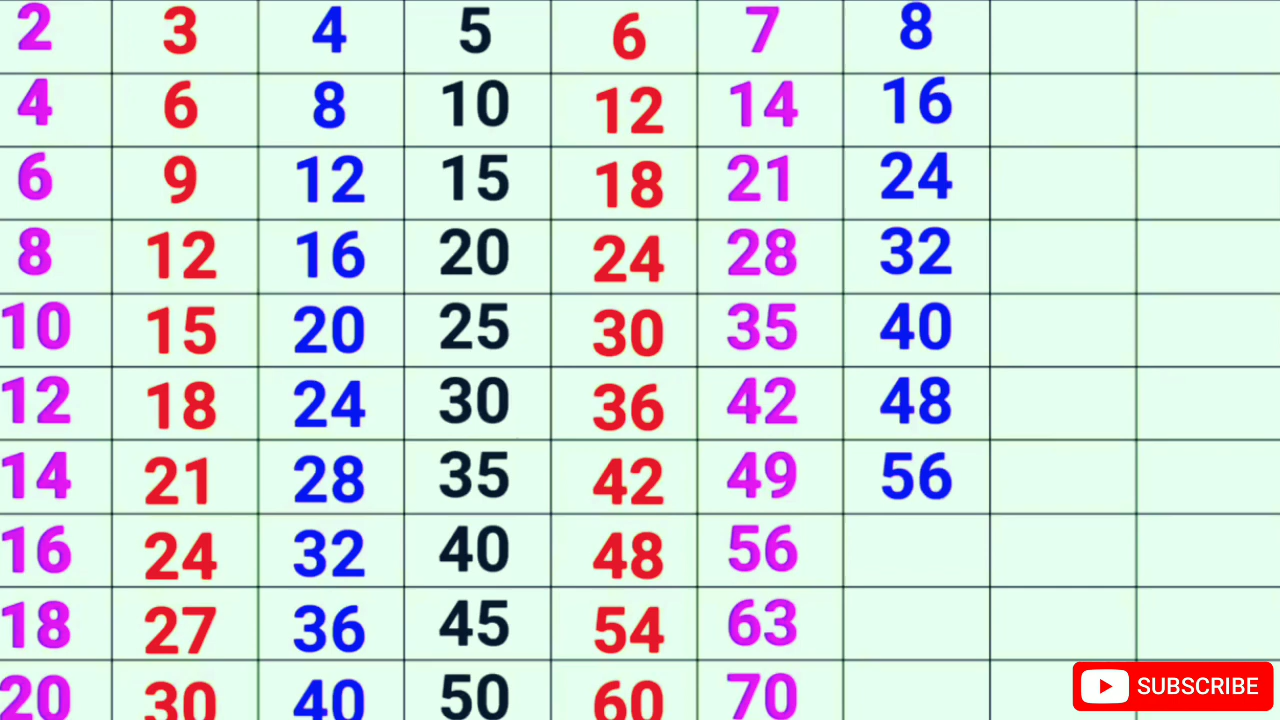 2 3 4 5 6 7 8
4 6 8 10 12 14 16
6 9 12 15 18 21 24
8 12 16 20 24 28 32
10 15 20 25 30 35 40
12 18 24 30 36 42 48
14 21 28 35 42 49 56
16 24 32 40 48 56
18 27 36 45 54 63
20 30 40 50 60 70
SUBSCRIBE